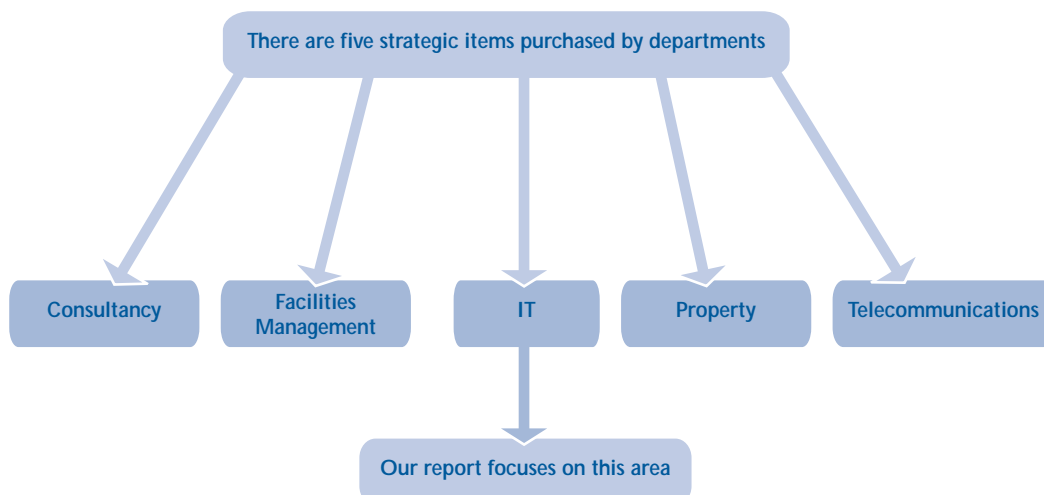 There are five strategic items purchased by departments
Consultancy
Facilities
Management
IT
Property
Telecommunications
Our report focuses on this area